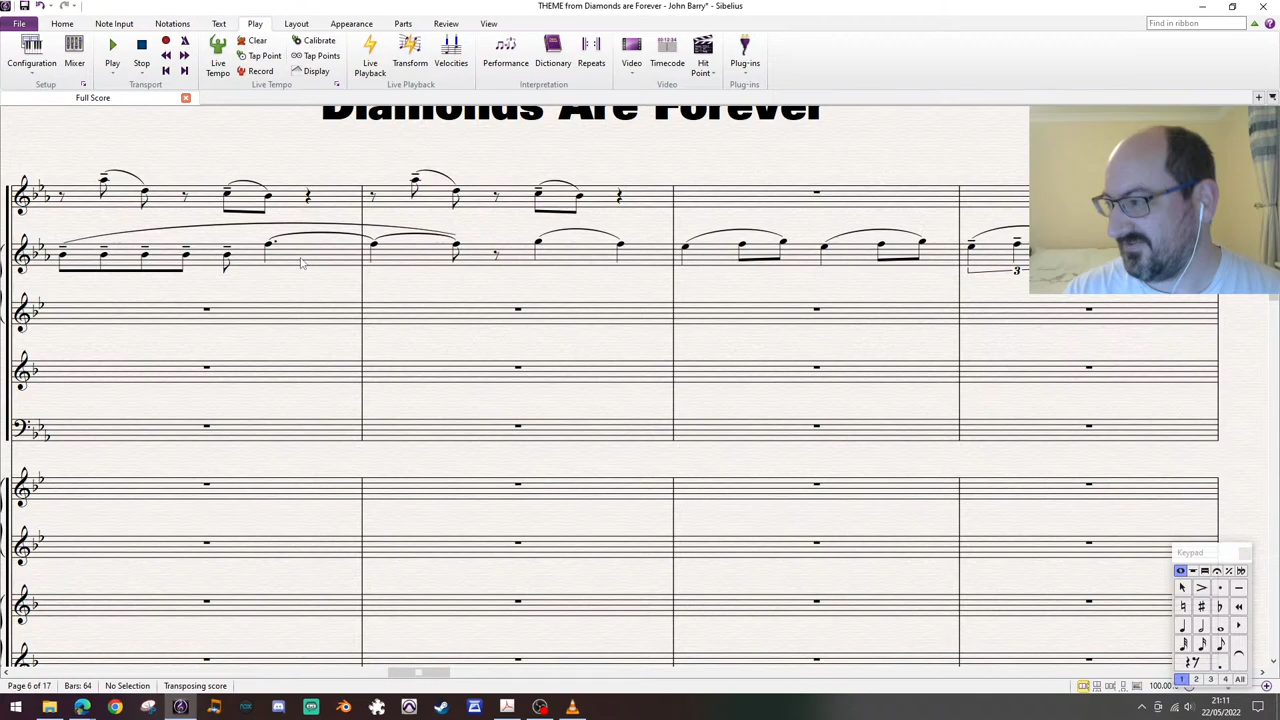 THEME from Diamonds are Forever - John Barry* - Sibelius
File Home Note Input Notations Text Play Layout Appearance Parts Review View Find in ribbon
Configuration Mixer Play Stop Live Tempo Clear Tap Point Record Calibrate Tap Points Display Live Playback Transform Velocities Performance Dictionary Repeats Video Timecode Hit Point Plug-ins
Setup Transport Live Tempo Live Playback Interpretation Video Plug-ins
Full Score
Diamonds Are Forever
3
Keypad
1 2 3 4 All
Page 6 of 17 Bars: 64 No Selection Transposing score 100.00
21:11
22/05/2022